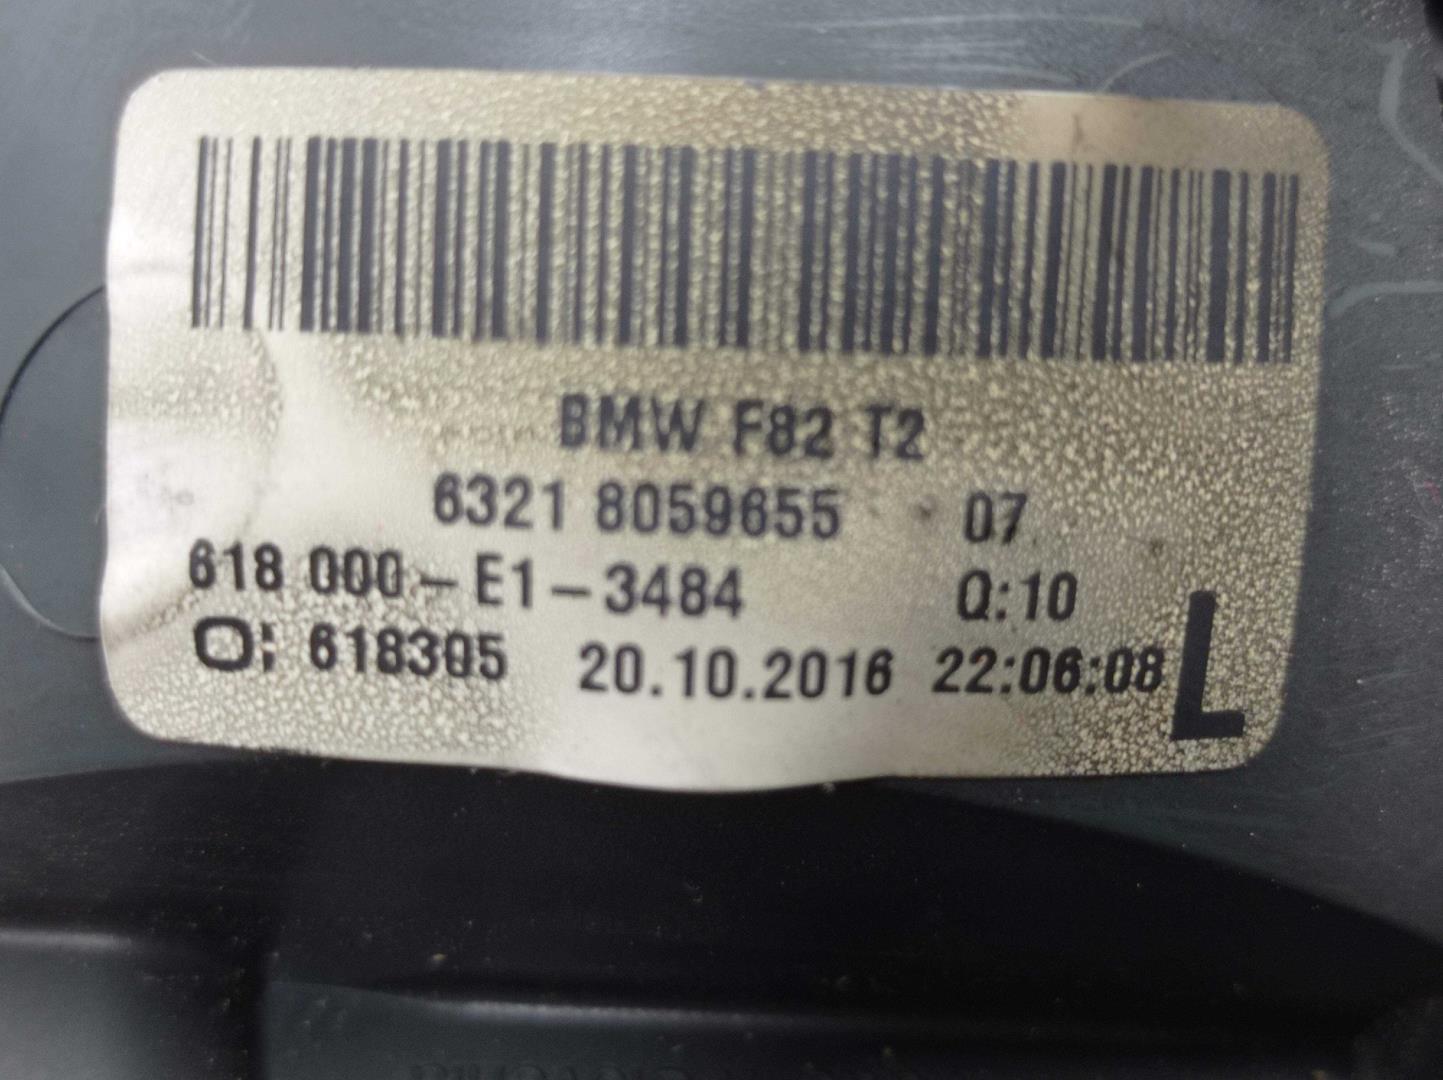 BMW F82 T2
6321 8059655 07
618 000-E1-3484 Q:10
O: 618305 20.10.2016 22:06:08 L